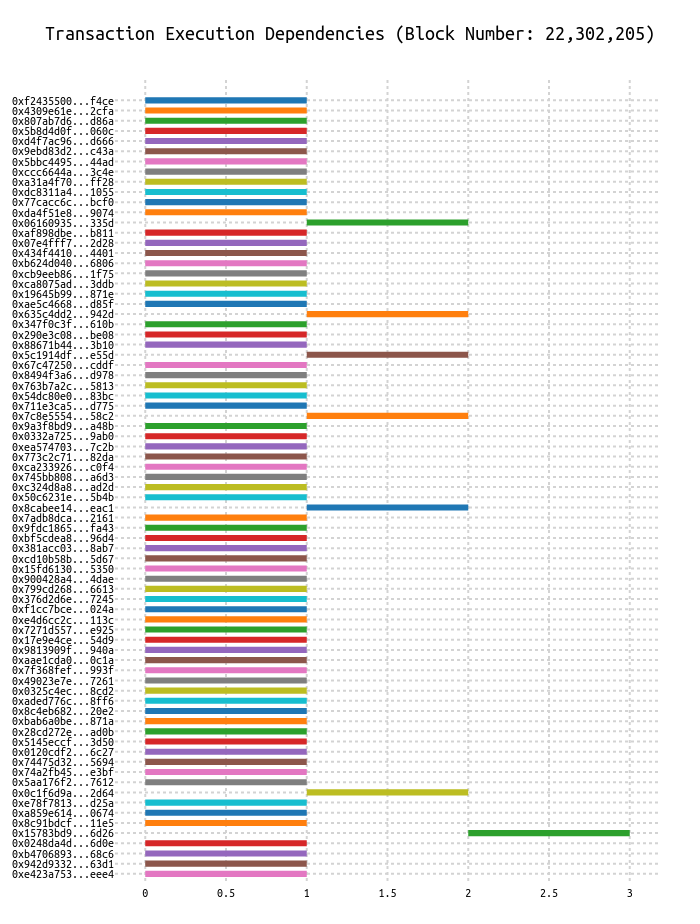 Transaction Execution Dependencies (Block Number: 22,302,205)
0xf2435500...f4ce
0x4309e61e...2cfa
0x807ab7d6...d86a
0x5b8d4d0f...060c
0xd4f7ac96...d666
0x9ebd83d2...c43a
0x5bbc4495...44ad
0xccc6644a...3c4e
0xa31a4f70...ff28
0xdc8311a4...1055
0x77cacc6c...bcf0
0xda4f51e8...9074
0x06160935...335d
0xaf898dbe...b811
0x07e4fff7...2d28
0x434f4410...4401
0xb624d040...6806
0xcb9eeb86...1f75
0xca8075ad...3ddb
0x19645b99...871e
0xae5c4668...d85f
0x635c4dd2...942d
0x347f0c3f...610b
0x290e3c08...be08
0x88671b44...3b10
0x5c1914df...e55d
0x67c47250...cddf
0x8494f3a6...d978
0x763b7a2c...5813
0x54dc80e0...83bc
0x711e3ca5...d775
0x7c8e5554...58c2
0x9a3f8bd9...a48b
0x0332a725...9ab0
0xea574703...7c2b
0x773c2c71...82da
0xca233926...c0f4
0x745bb808...a6d3
0xc324d8a8...ad2d
0x50c6231e...5b4b
0x8cabee14...eac1
0x7adb8dca...2161
0x9fdc1865...fa43
0xbf5cdea8...96d4
0x381acc03...8ab7
0xcd10b58b...5d67
0x15fd6130...5350
0x900428a4...4dae
0x799cd268...6613
0x376d2d6e...7245
0xf1cc7bce...024a
0xe4d6cc2c...113c
0x7271d557...e925
0x17e9e4ce...54d9
0x9813909f...940a
0xaae1cda0...0c1a
0x7f368fef...993f
0x49023e7e...7261
0x0325c4ec...8cd2
0xaded776c...8ff6
0x8c4eb682...20e2
0xbab6a0be...871a
0x28cd272e...ad0b
0x5145eccf...3d50
0x0120cdf2...6c27
0x74475d32...5694
0x74a2fb45...e3bf
0x5aa176f2...7612
0x0c1f6d9a...2d64
0xe78f7813...d25a
0xa859e614...0674
0x8c91bdcf...11e5
0x15783bd9...6d26
0x0248da4d...6d0e
0xb4706893...68c6
0x942d9332...63d1
0xe423a753...eee4
0 0.5 1 1.5 2 2.5 3